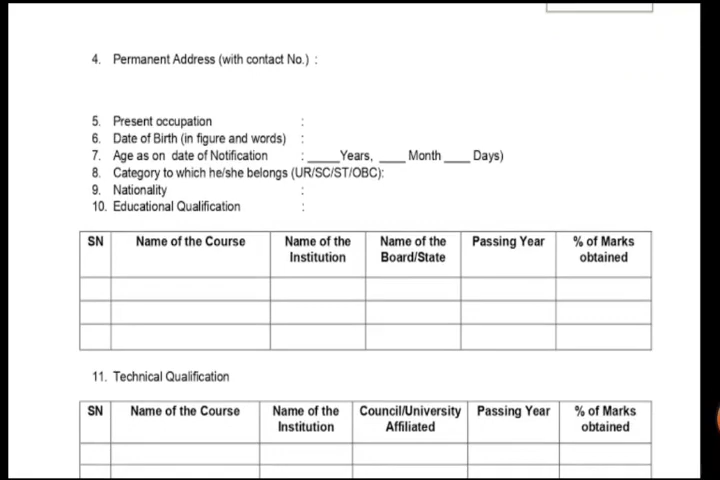 4. Permanent Address (with contact No.) :
5. Present occupation :
6. Date of Birth (in figure and words) :
7. Age as on date of Notification : _____Years, ____ Month ____ Days)
8. Category to which he/she belongs (UR/SC/ST/OBC):
9. Nationality :
10. Educational Qualification :
SN Name of the Course Name of the Name of the Passing Year % of Marks
Institution Board/State obtained
11. Technical Qualification
SN Name of the Course Name of the Council/University Passing Year % of Marks
Institution Affiliated obtained